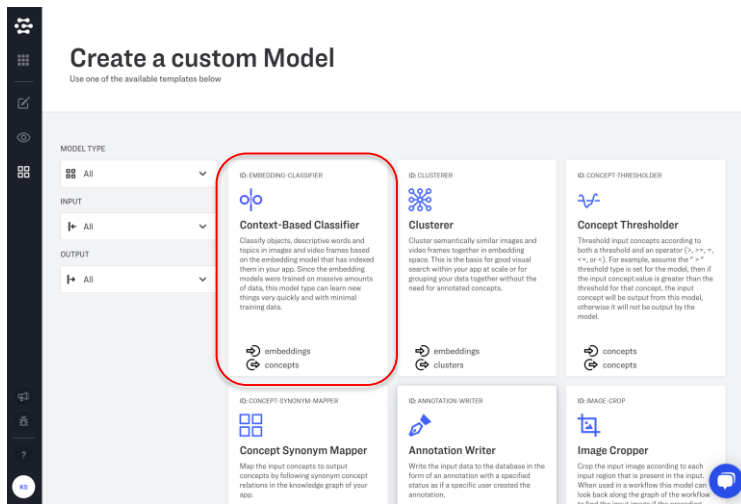 Create a custom Model
Use one of the available templates below
MODEL TYPE
All
INPUT
All
OUTPUT
All
ID: EMBEDDING-CLASSIFIER
Context-Based Classifier
Classify objects, descriptive words and
topics in images and video frames based
on the embedding model that has indexed
them in your app. Since the embedding
models were trained on massive amounts
of data, this model type can learn new
things very quickly and with minimal
training data.
embeddings
concepts
ID: CLUSTERER
Clusterer
Cluster semantically similar images and
video frames together in embedding
space. This is the basis for good visual
search within your app at scale or for
grouping your data together without the
need for annotated concepts.
embeddings
clusters
ID: CONCEPT-THRESHOLDER
Concept Thresholder
Threshold input concepts according to
both a threshold and an operator (>, >=, =,
<=, or <). For example, assume the " > "
threshold type is set for the model, then if
the input concept.value is greater than the
threshold for that concept, the input
concept will be output from this model,
otherwise it will not be output by the
model.
concepts
concepts
ID: CONCEPT-SYNONYM-MAPPER
Concept Synonym Mapper
Map the input concepts to output
concepts by following synonym concept
relations in the knowledge graph of your
app.
ID: ANNOTATION-WRITER
Annotation Writer
Write the input data to the database in the
form of an annotation with a specified
status as if a specific user created the
annotation.
ID: IMAGE-CROP
Image Cropper
Crop the input image according to each
input region that is present in the input.
When used in a workflow this model can
look back along the graph of the workflow
to find the input image if the preceding
?
KS